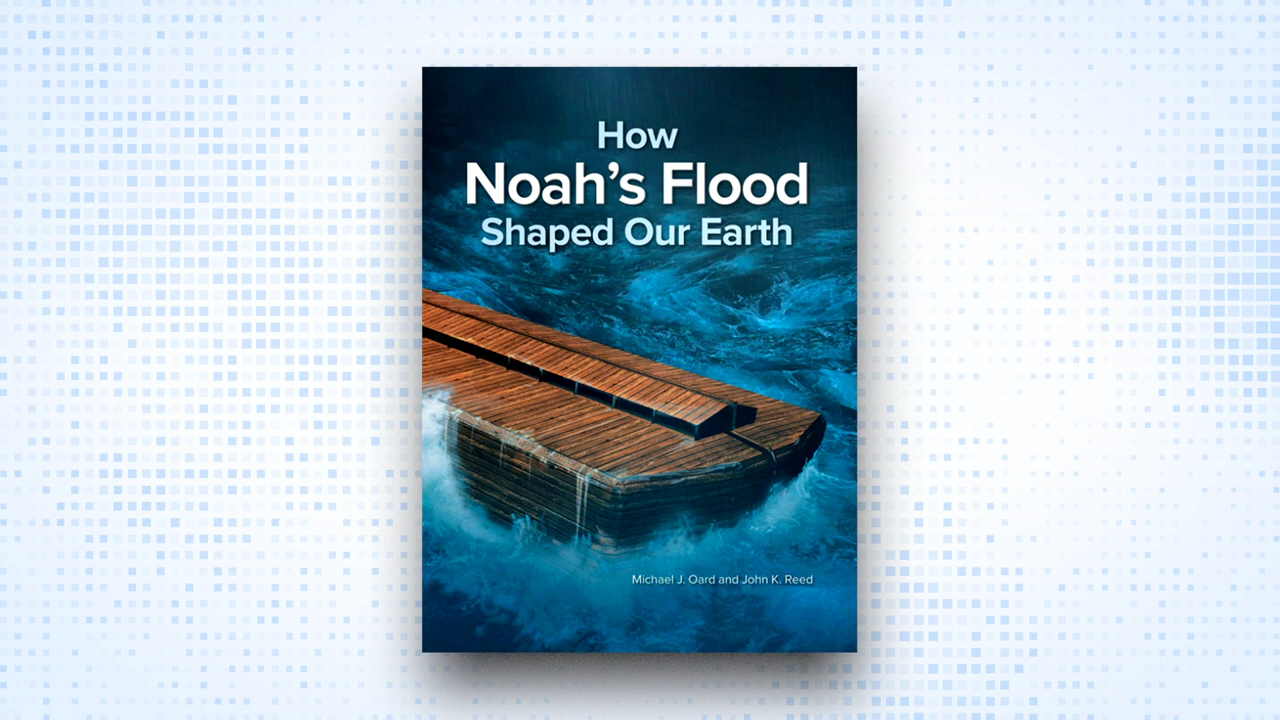 How
Noah’s Flood
Shaped Our Earth
Michael J. Oard and John K. Reed